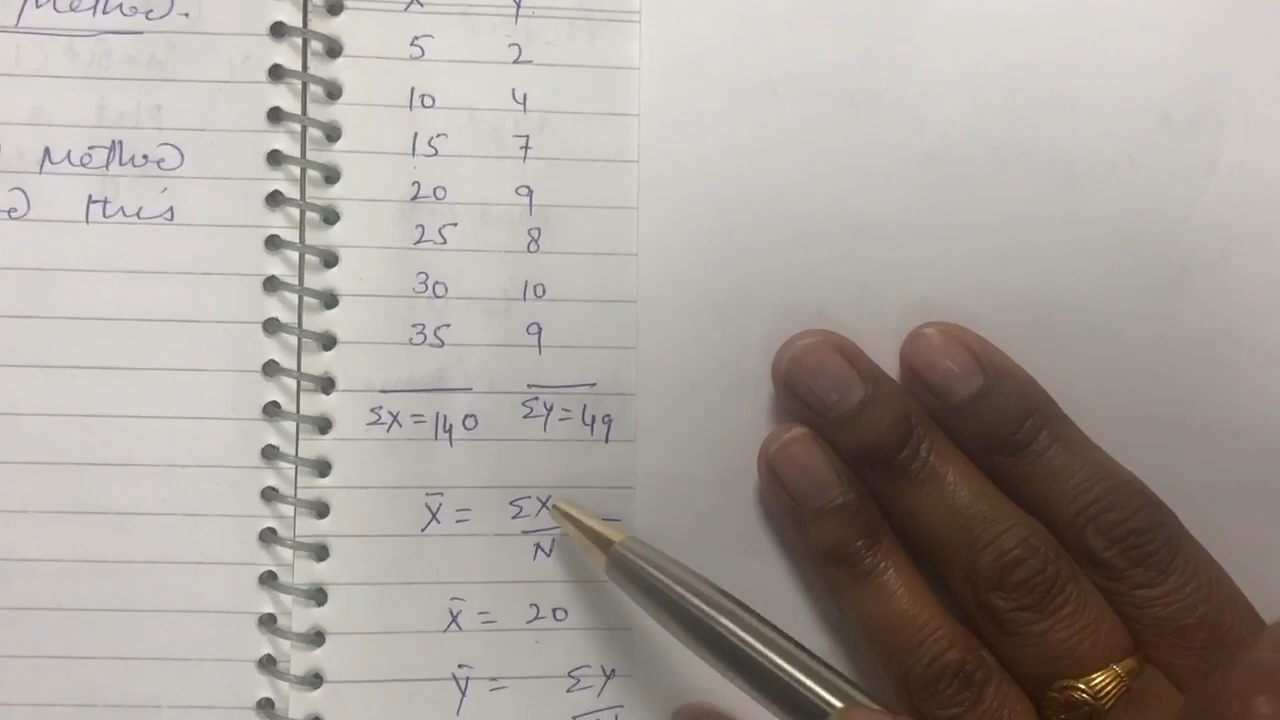 Method.
Method
this
X Y
5 2
10 4
15 7
20 9
25 8
30 10
35 9
ΣX=140 ΣY=49
X̄ = ΣX/N
X̄ = 20
Ȳ = ΣY